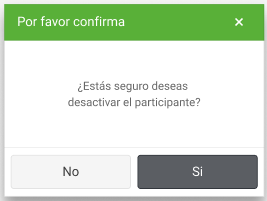 Por favor confirma ×
¿Estás seguro deseas
desactivar el participante?
No Si